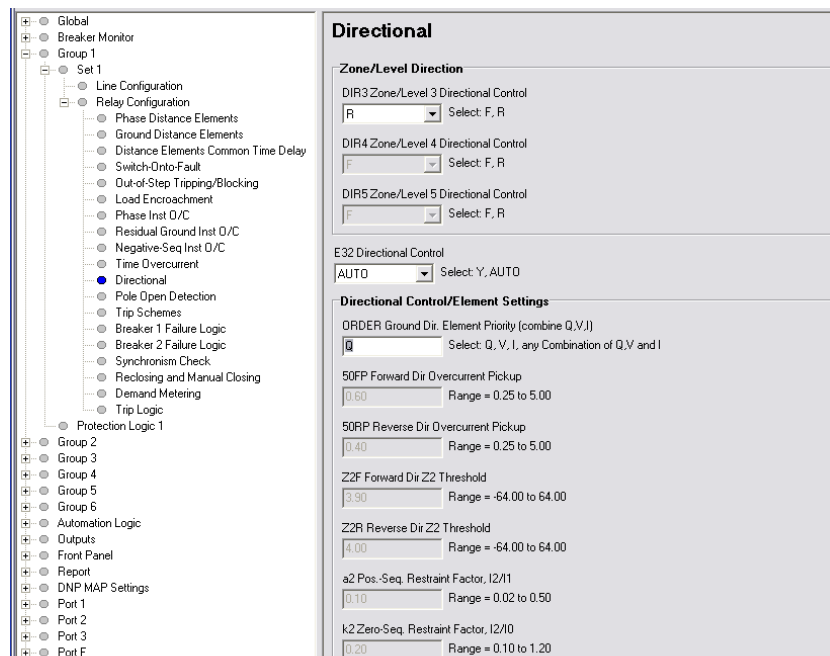 Global
Breaker Monitor
Group 1
Set 1
Line Configuration
Relay Configuration
Phase Distance Elements
Ground Distance Elements
Distance Elements Common Time Delay
Switch-Onto-Fault
Out-of-Step Tripping/Blocking
Load Encroachment
Phase Inst O/C
Residual Ground Inst O/C
Negative-Seq Inst O/C
Time Overcurrent
Directional
Pole Open Detection
Trip Schemes
Breaker 1 Failure Logic
Breaker 2 Failure Logic
Synchronism Check
Reclosing and Manual Closing
Demand Metering
Trip Logic
Protection Logic 1
Group 2
Group 3
Group 4
Group 5
Group 6
Automation Logic
Outputs
Front Panel
Report
DNP MAP Settings
Port 1
Port 2
Port 3
Port F
Directional
Zone/Level Direction
DIR3 Zone/Level 3 Directional Control
R Select: F, R
DIR4 Zone/Level 4 Directional Control
F Select: F, R
DIR5 Zone/Level 5 Directional Control
F Select: F, R
E32 Directional Control
AUTO Select: Y, AUTO
Directional Control/Element Settings
ORDER Ground Dir. Element Priority (combine Q,V,I)
Q Select: Q, V, I, any Combination of Q,V and I
50FP Forward Dir Overcurrent Pickup
0.60 Range = 0.25 to 5.00
50RP Reverse Dir Overcurrent Pickup
0.40 Range = 0.25 to 5.00
Z2F Forward Dir Z2 Threshold
3.90 Range = -64.00 to 64.00
Z2R Reverse Dir Z2 Threshold
4.00 Range = -64.00 to 64.00
a2 Pos.-Seq. Restraint Factor, I2/I1
0.10 Range = 0.02 to 0.50
k2 Zero-Seq. Restraint Factor, I2/I0
0.20 Range = 0.10 to 1.20